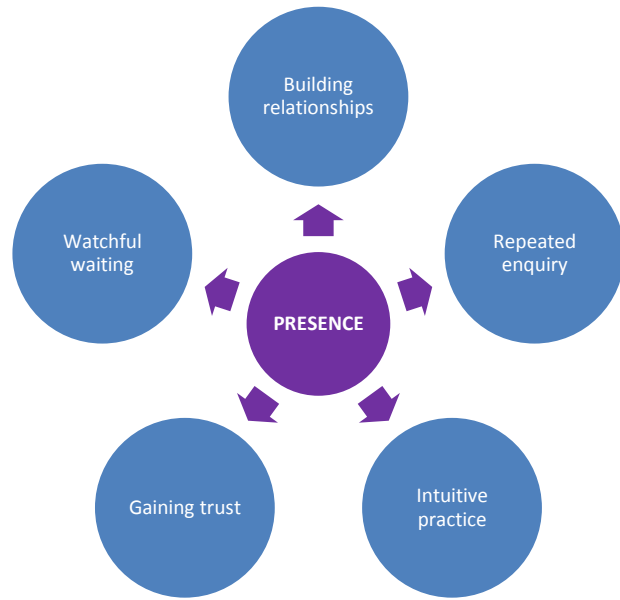 Building
relationships
Watchful
waiting
Repeated
enquiry
PRESENCE
Gaining trust
Intuitive
practice